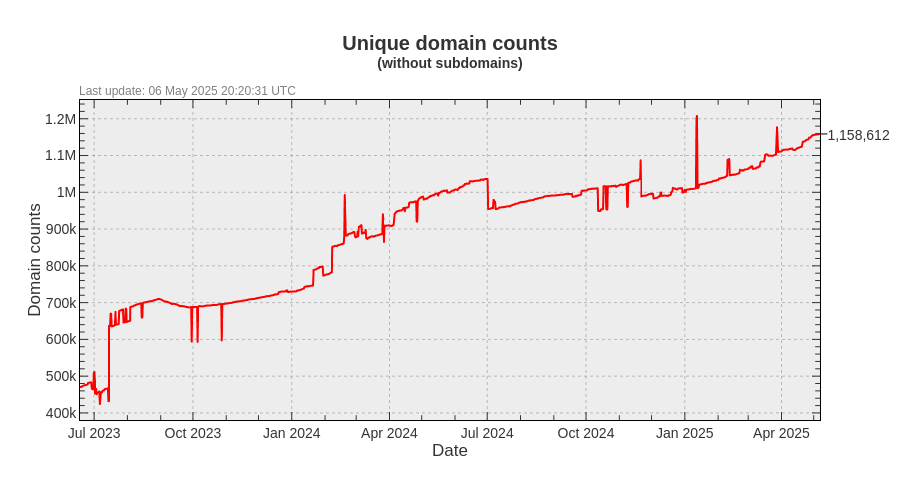 Unique domain counts
(without subdomains)
Last update: 06 May 2025 20:20:31 UTC
1.2M
1.1M
1M
900k
800k
700k
600k
500k
400k
1,158,612
Domain counts
Jul 2023 Oct 2023 Jan 2024 Apr 2024 Jul 2024 Oct 2024 Jan 2025 Apr 2025
Date